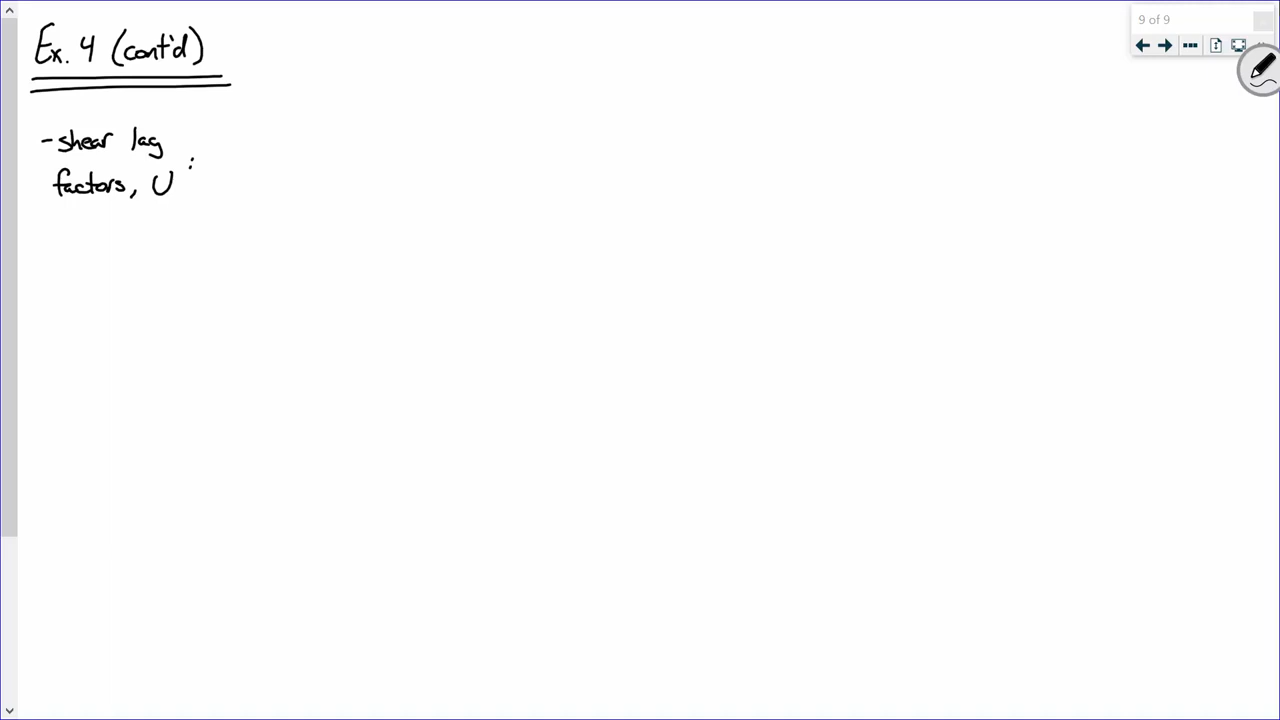 9 of 9
Ex. 4 (cont'd)
- shear lag
factors, U :